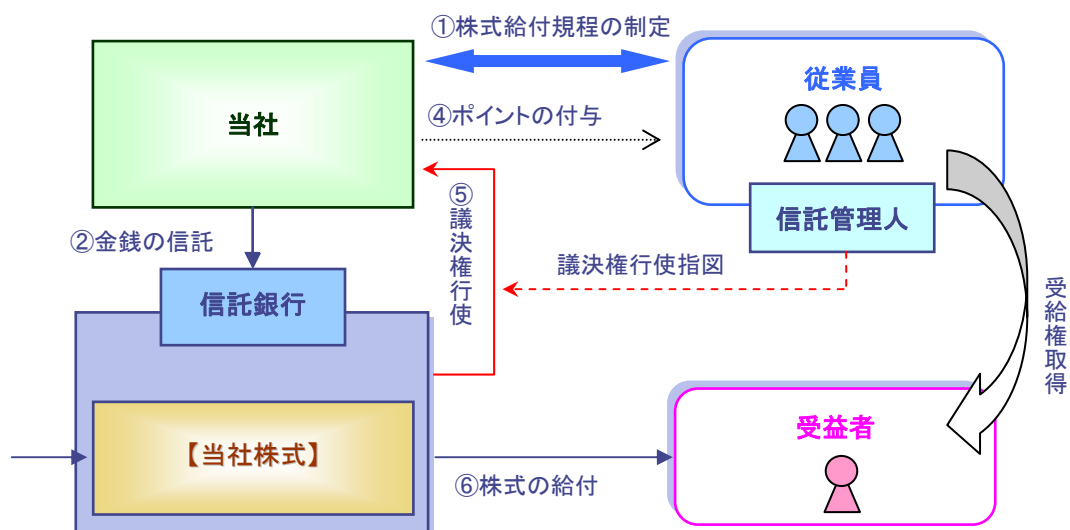 ①株式給付規程の制定
従業員
当社
④ポイントの付与
⑤議決権行使
信託管理人
②金銭の信託
議決権行使指図
信託銀行
受給権取得
【当社株式】
受益者
⑥株式の給付